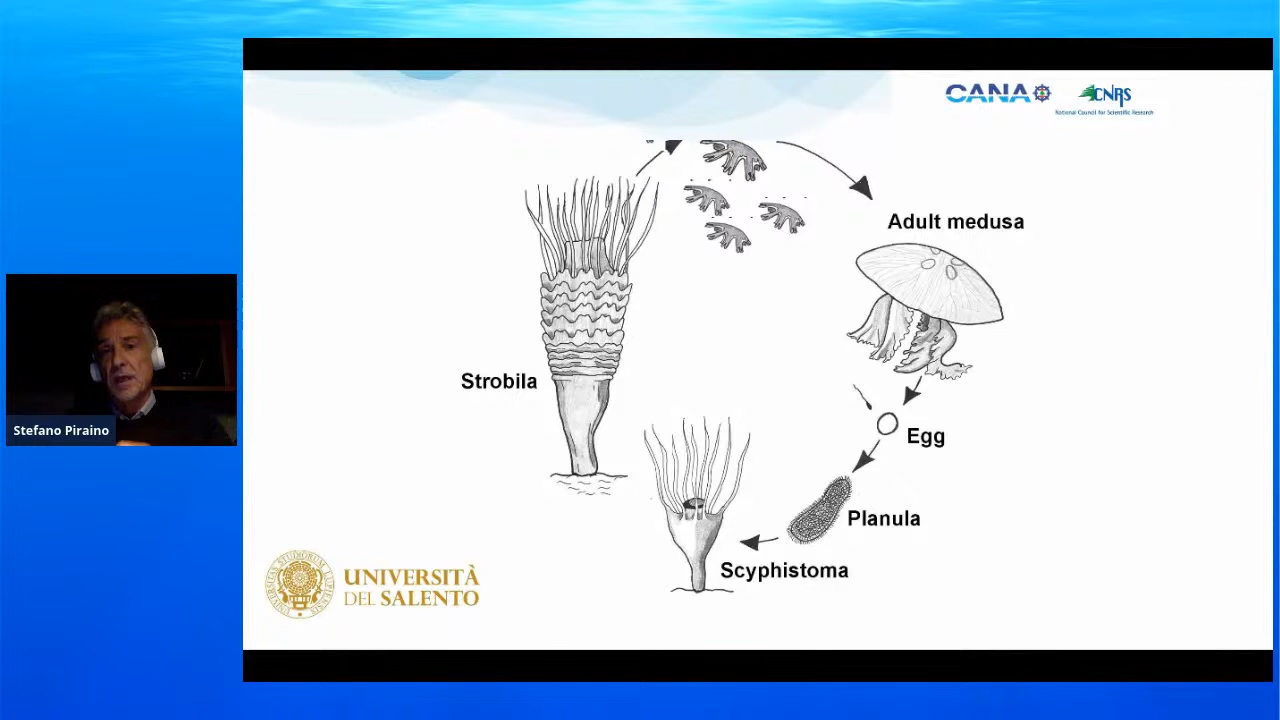 CANA
CNRS
National Council for Scientific Research
Adult medusa
Strobila
Egg
Planula
Scyphistoma
Stefano Piraino
UNIVERSITÀ
DEL SALENTO